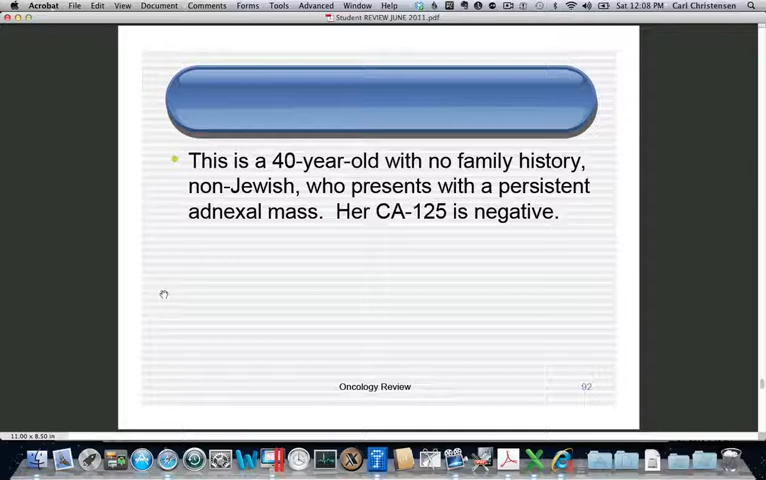 Acrobat File Edit View Document Comments Forms Tools Advanced Window Help Sat 12:08 PM Carl Christensen
Student REVIEW JUNE 2011.pdf
This is a 40-year-old with no family history,
non-Jewish, who presents with a persistent
adnexal mass. Her CA-125 is negative.
Oncology Review
92
11.00 x 8.50 in